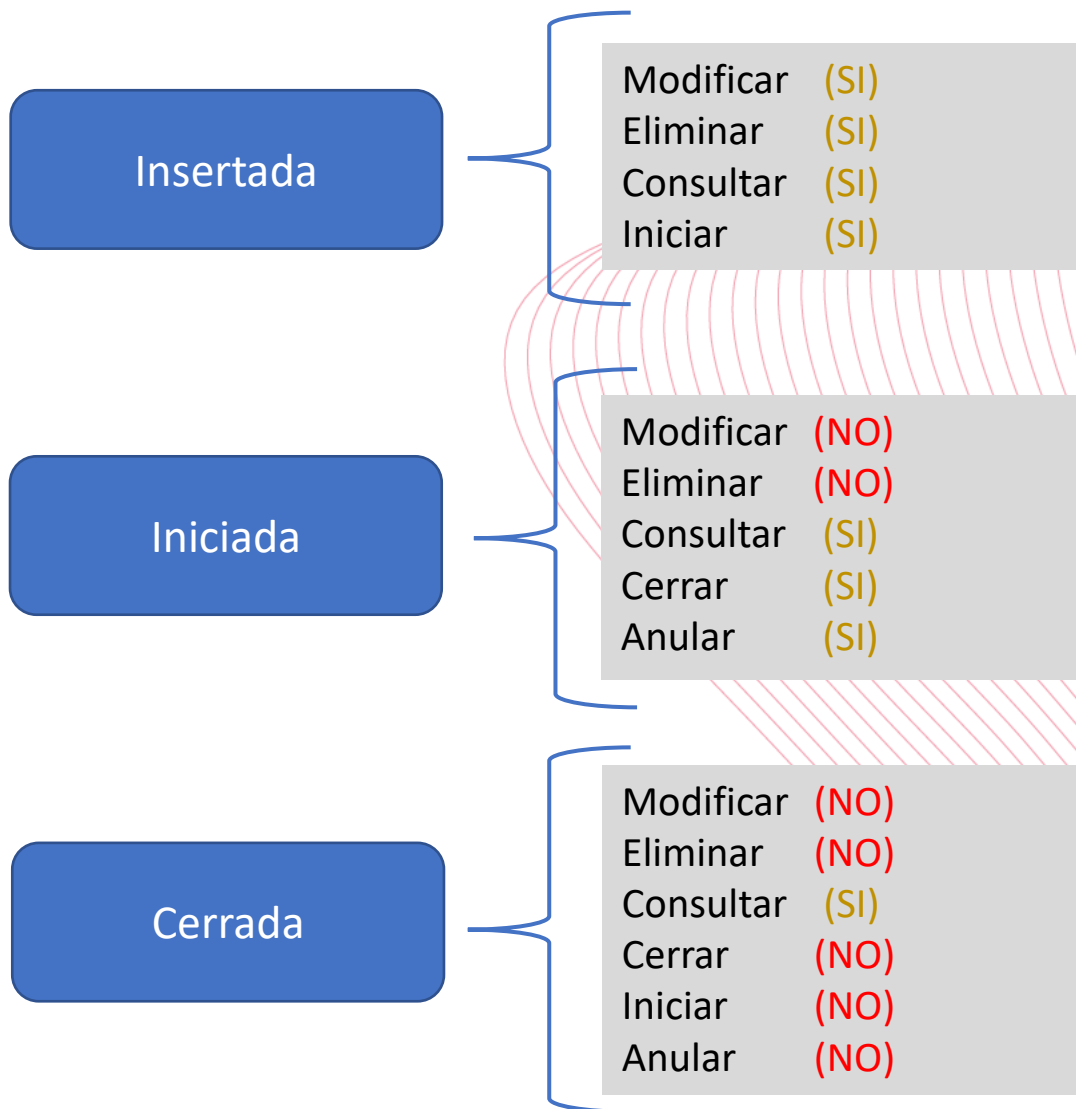 Insertada
Modificar (SI)
Eliminar (SI)
Consultar (SI)
Iniciar (SI)
Iniciada
Modificar (NO)
Eliminar (NO)
Consultar (SI)
Cerrar (SI)
Anular (SI)
Cerrada
Modificar (NO)
Eliminar (NO)
Consultar (SI)
Cerrar (NO)
Iniciar (NO)
Anular (NO)